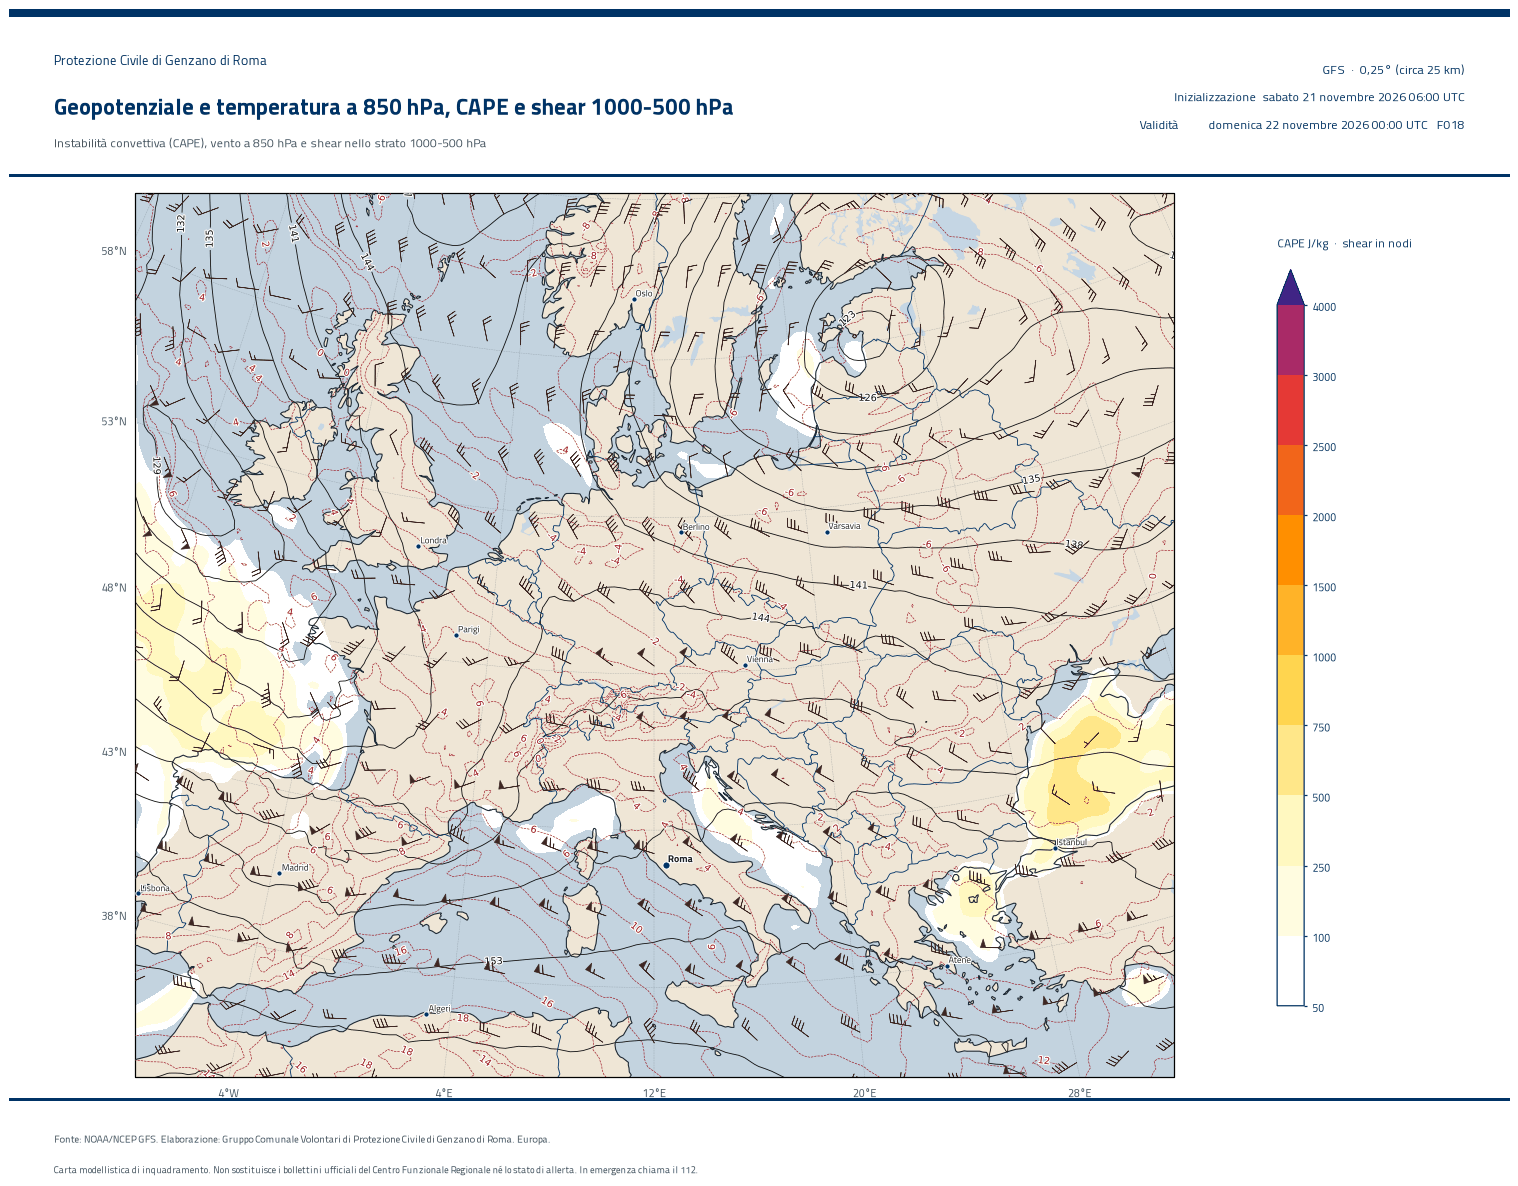 Protezione Civile di Genzano di Roma
Geopotenziale e temperatura a 850 hPa, CAPE e shear 1000-500 hPa
Instabilità convettiva (CAPE), vento a 850 hPa e shear nello strato 1000-500 hPa
GFS · 0,25° (circa 25 km)
Inizializzazione sabato 21 novembre 2026 06:00 UTC
Validità domenica 22 novembre 2026 00:00 UTC F018
CAPE J/kg · shear in nodi
4000
3000
2500
2000
1500
1000
750
500
250
100
50
58°N
53°N
48°N
43°N
38°N
4°W
4°E
12°E
20°E
28°E
132
135
141
144
129
123
126
135
138
141
144
153
Oslo
Londra
Berlino
Varsavia
Parigi
Vienna
Roma
Madrid
Lisbona
Istanbul
Atene
Algeri
Fonte: NOAA/NCEP GFS. Elaborazione: Gruppo Comunale Volontari di Protezione Civile di Genzano di Roma. Europa.
Carta modellistica di inquadramento. Non sostituisce i bollettini ufficiali del Centro Funzionale Regionale né lo stato di allerta. In emergenza chiama il 112.